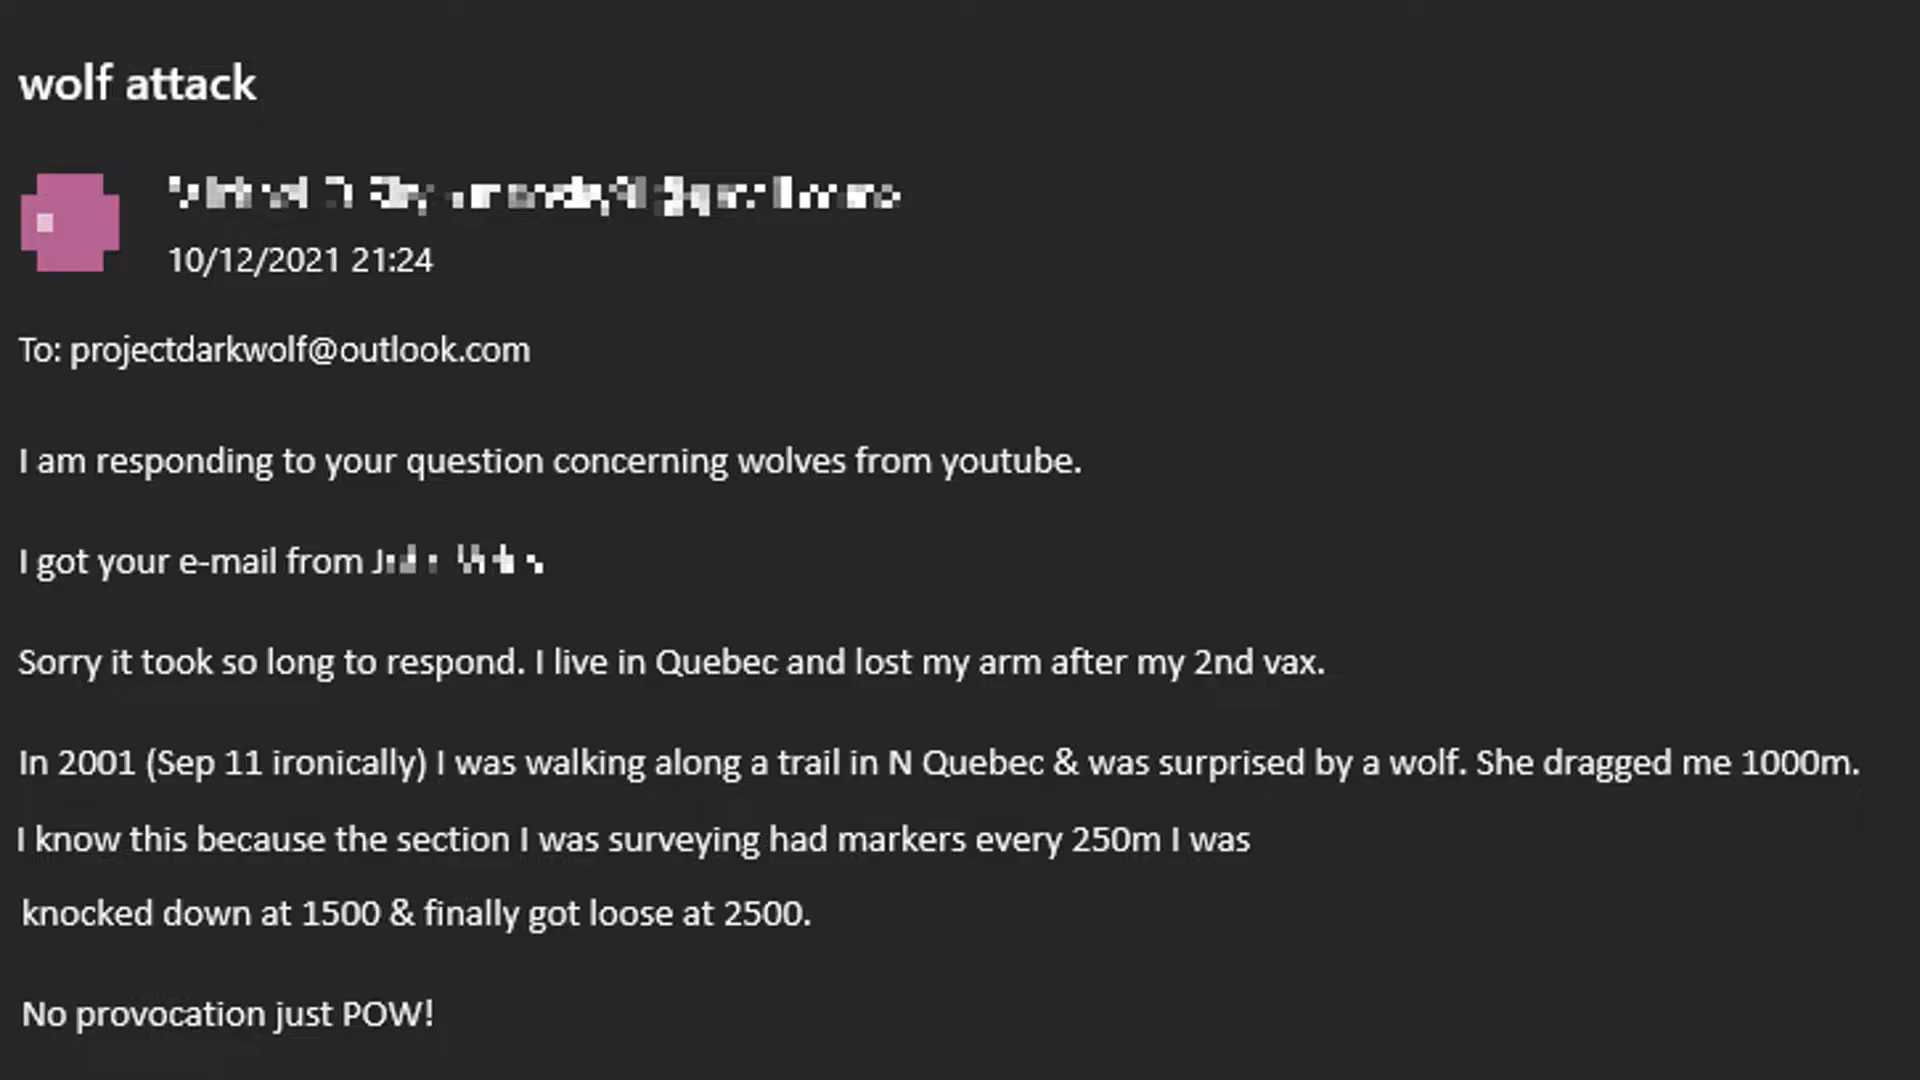 wolf attack
10/12/2021 21:24
To: projectdarkwolf@outlook.com
I am responding to your question concerning wolves from youtube.
I got your e-mail from
Sorry it took so long to respond. I live in Quebec and lost my arm after my 2nd vax.
In 2001 (Sep 11 ironically) I was walking along a trail in N Quebec & was surprised by a wolf. She dragged me 1000m.
I know this because the section I was surveying had markers every 250m I was
knocked down at 1500 & finally got loose at 2500.
No provocation just POW!